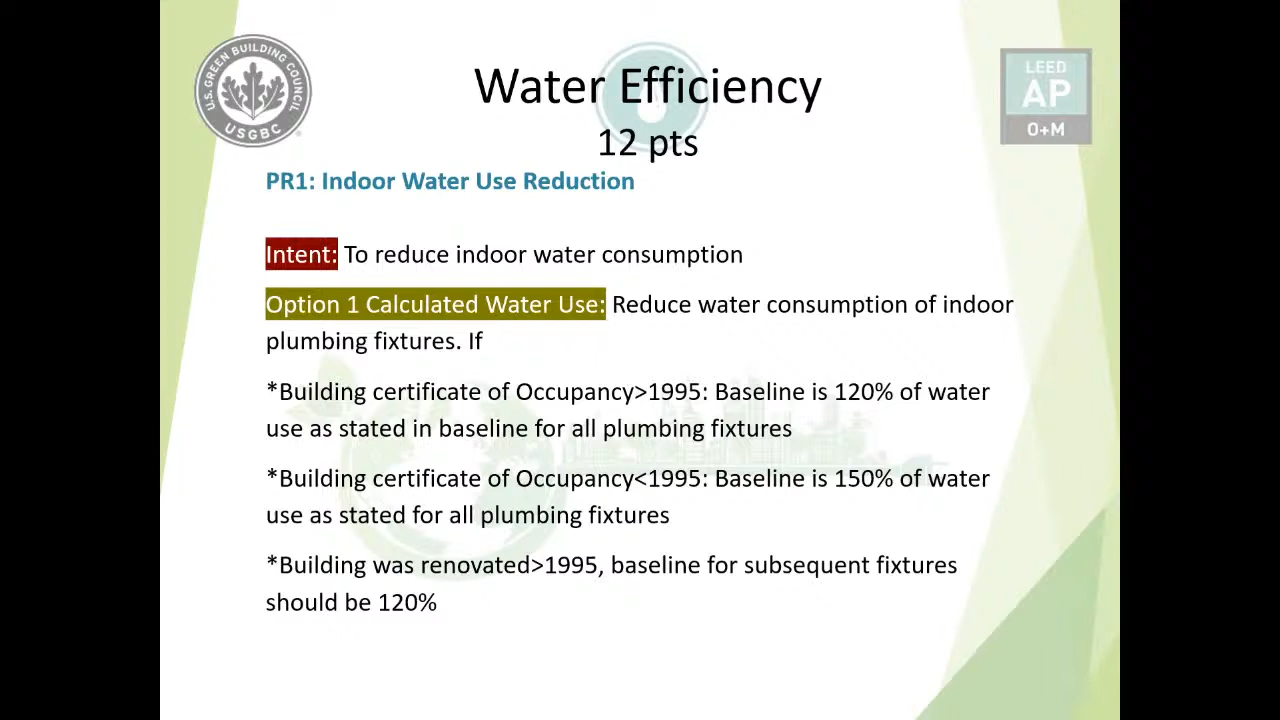 U.S. GREEN BUILDING COUNCIL
USGBC
LEED
AP
O+M
Water Efficiency
12 pts
PR1: Indoor Water Use Reduction
Intent: To reduce indoor water consumption
Option 1 Calculated Water Use: Reduce water consumption of indoor
plumbing fixtures. If
*Building certificate of Occupancy>1995: Baseline is 120% of water
use as stated in baseline for all plumbing fixtures
*Building certificate of Occupancy<1995: Baseline is 150% of water
use as stated for all plumbing fixtures
*Building was renovated>1995, baseline for subsequent fixtures
should be 120%